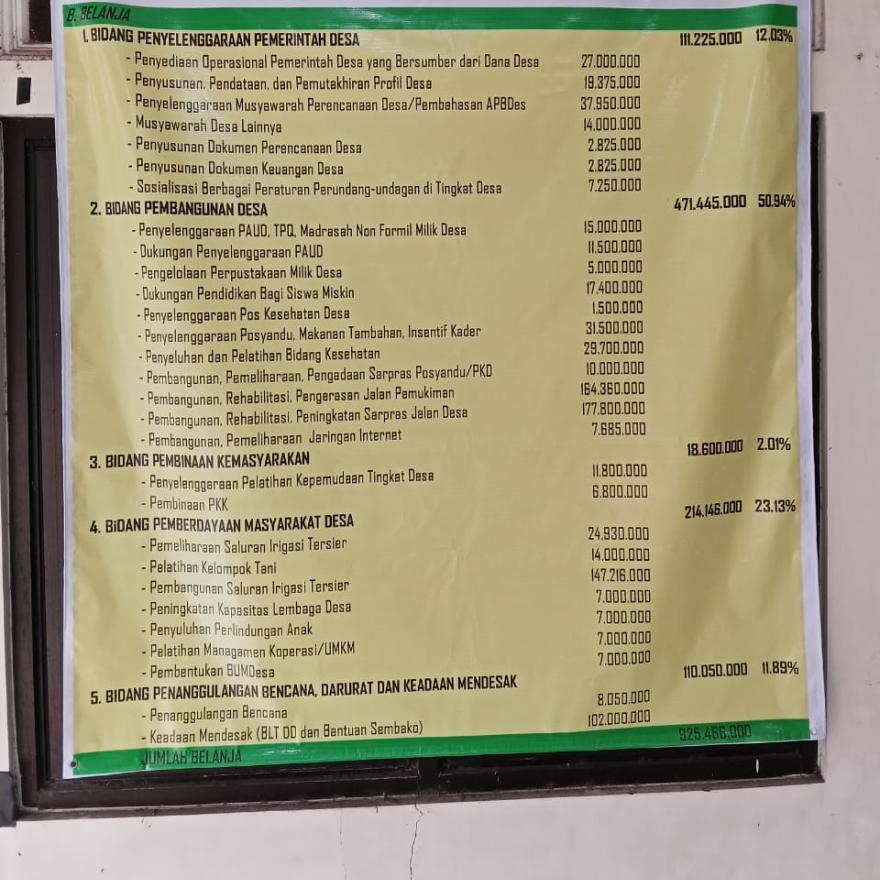 B. BELANJA
1. BIDANG PENYELENGGARAAN PEMERINTAH DESA 111.225.000 12.03%
- Penyediaan Operasional Pemerintah Desa yang Bersumber dari Dana Desa 27.000.000
- Penyusunan, Pendataan, dan Pemutakhiran Profil Desa 19.375.000
- Penyelenggaraan Musyawarah Perencanaan Desa/Pembahasan APBDes 37.950.000
- Musyawarah Desa Lainnya 14.000.000
- Penyusunan Dokumen Perencanaan Desa 2.825.000
- Penyusunan Dokumen Keuangan Desa 2.825.000
- Sosialisasi Berbagai Peraturan Perundang-undagan di Tingkat Desa 7.250.000
2. BIDANG PEMBANGUNAN DESA 471.445.000 50.94%
- Penyelenggaraan PAUD, TPQ, Madrasah Non Formil Milik Desa 15.000.000
- Dukungan Penyelenggaraan PAUD 11.500.000
- Pengelolaan Perpustakaan Milik Desa 5.000.000
- Dukungan Pendidikan Bagi Siswa Miskin 17.400.000
- Penyelenggaraan Pos Kesehatan Desa 1.500.000
- Penyelenggaraan Posyandu, Makanan Tambahan, Insentif Kader 31.500.000
- Penyeluhan dan Pelatihan Bidang Kesehatan 29.700.000
- Pembangunan, Pemeliharaan, Pengadaan Sarpras Posyandu/PKD 10.000.000
- Pembangunan, Rehabilitasi, Pengerasan Jalan Pemukiman 164.360.000
- Pembangunan, Rehabilitasi, Peningkatan Sarpras Jalan Desa 177.800.000
- Pembangunan, Pemeliharaan Jaringan Internet 7.685.000
3. BIDANG PEMBINAAN KEMASYARAKAN 18.600.000 2.01%
- Penyelenggaraan Pelatihan Kepemudaan Tingkat Desa 11.800.000
- Pembinaan PKK 6.800.000
4. BiDANG PEMBERDAYAAN MASYARAKAT DESA 214.146.000 23.13%
- Pemeliharaan Saluran Irigasi Tersier 24.930.000
- Pelatihan Kelompok Tani 14.000.000
- Pembangunan Saluran Irigasi Tersier 147.216.000
- Peningkatan Kapasitas Lembaga Desa 7.000.000
- Penyuluhan Perlindungan Anak 7.000.000
- Pelatihan Managamen Koperasi/UMKM 7.000.000
- Pembentukan BUMDesa 7.000.000
5. BIDANG PENANGGULANGAN BENCANA, DARURAT DAN KEADAAN MENDESAK 110.050.000 11.89%
- Penanggulangan Bencana 8.050.000
- Keadaan Mendesak (BLT DD dan Bantuan Sembako) 102.000.000
JUMLAH BELANJA 925.466.000